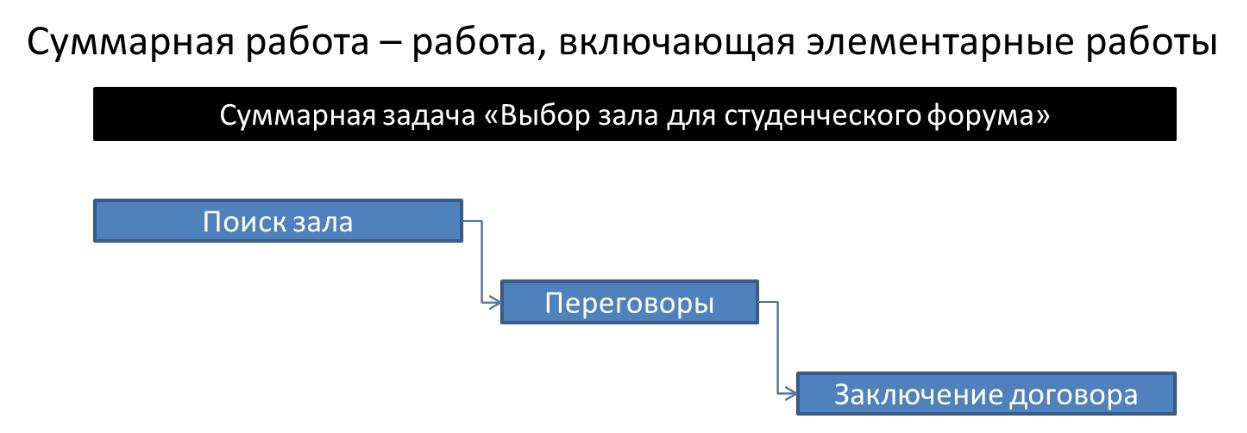 Суммарная работа – работа, включающая элементарные работы
Суммарная задача «Выбор зала для студенческого форума»
Поиск зала
Переговоры
Заключение договора